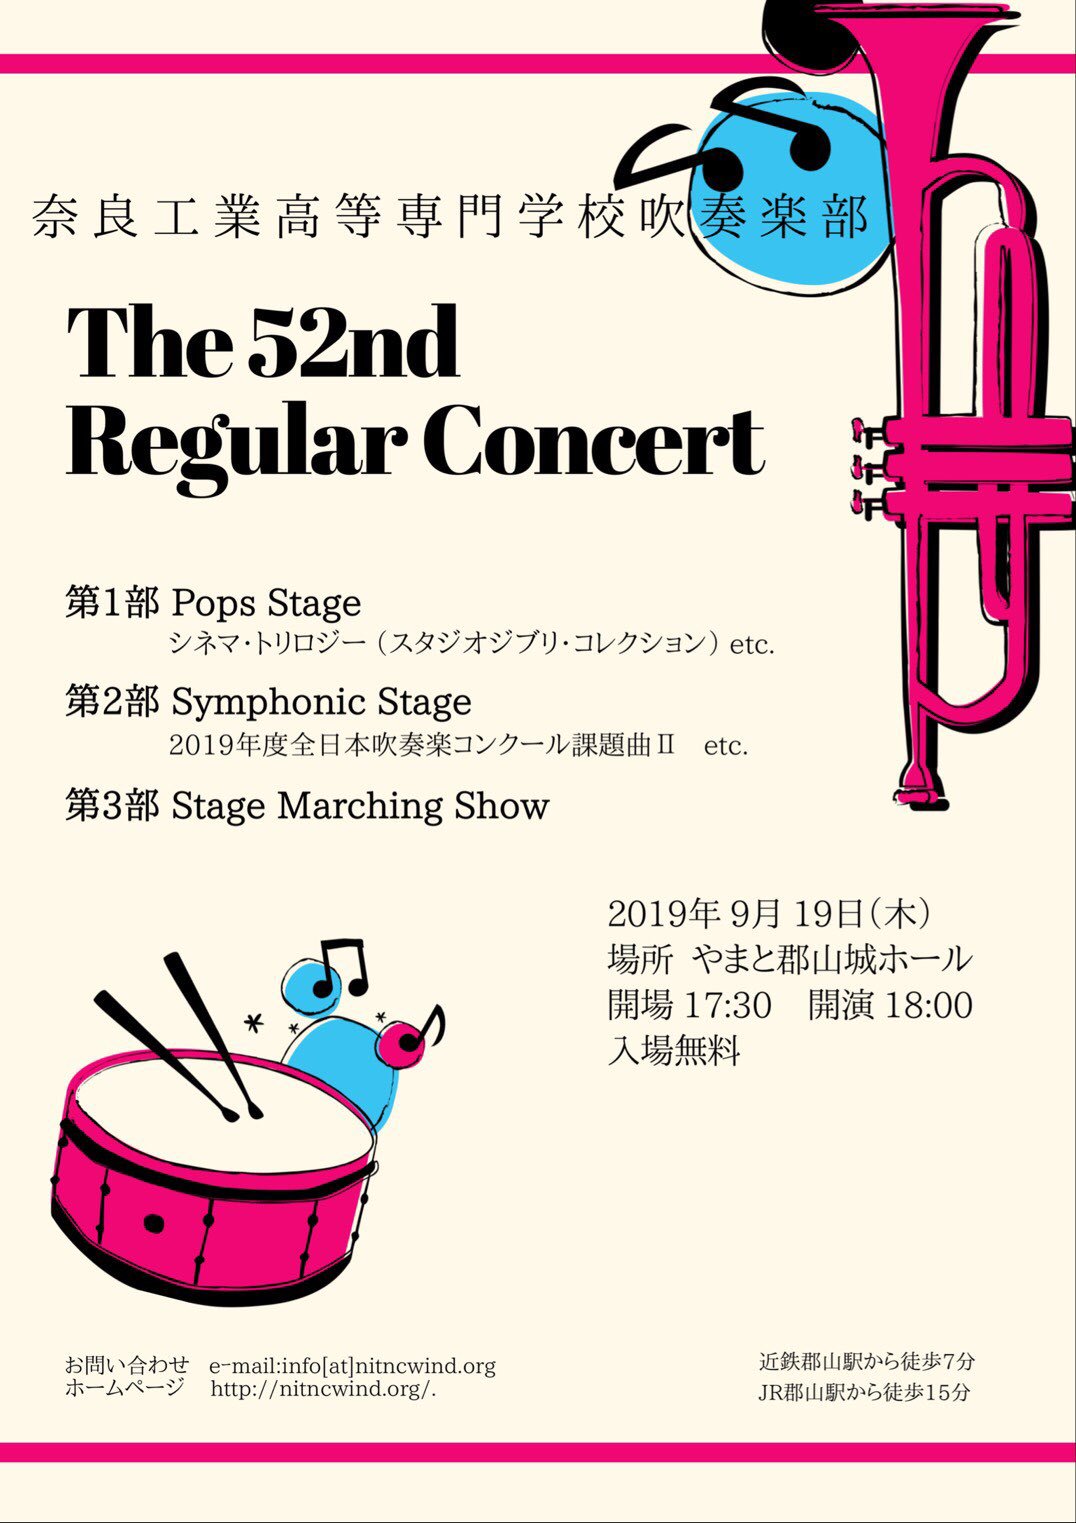 奈良工業高等専門学校吹奏楽部
The 52nd
Regular Concert
第1部 Pops Stage
シネマ・トリロジー（スタジオジブリ・コレクション）etc.
第2部 Symphonic Stage
2019年度全日本吹奏楽コンクール課題曲Ⅱ　etc.
第3部 Stage Marching Show
2019年 9月 19日（木）
場所 やまと郡山城ホール
開場 17:30　開演 18:00
入場無料
お問い合わせ　e-mail:info[at]nitncwind.org
ホームページ　http://nitncwind.org/.
近鉄郡山駅から徒歩7分
JR郡山駅から徒歩15分